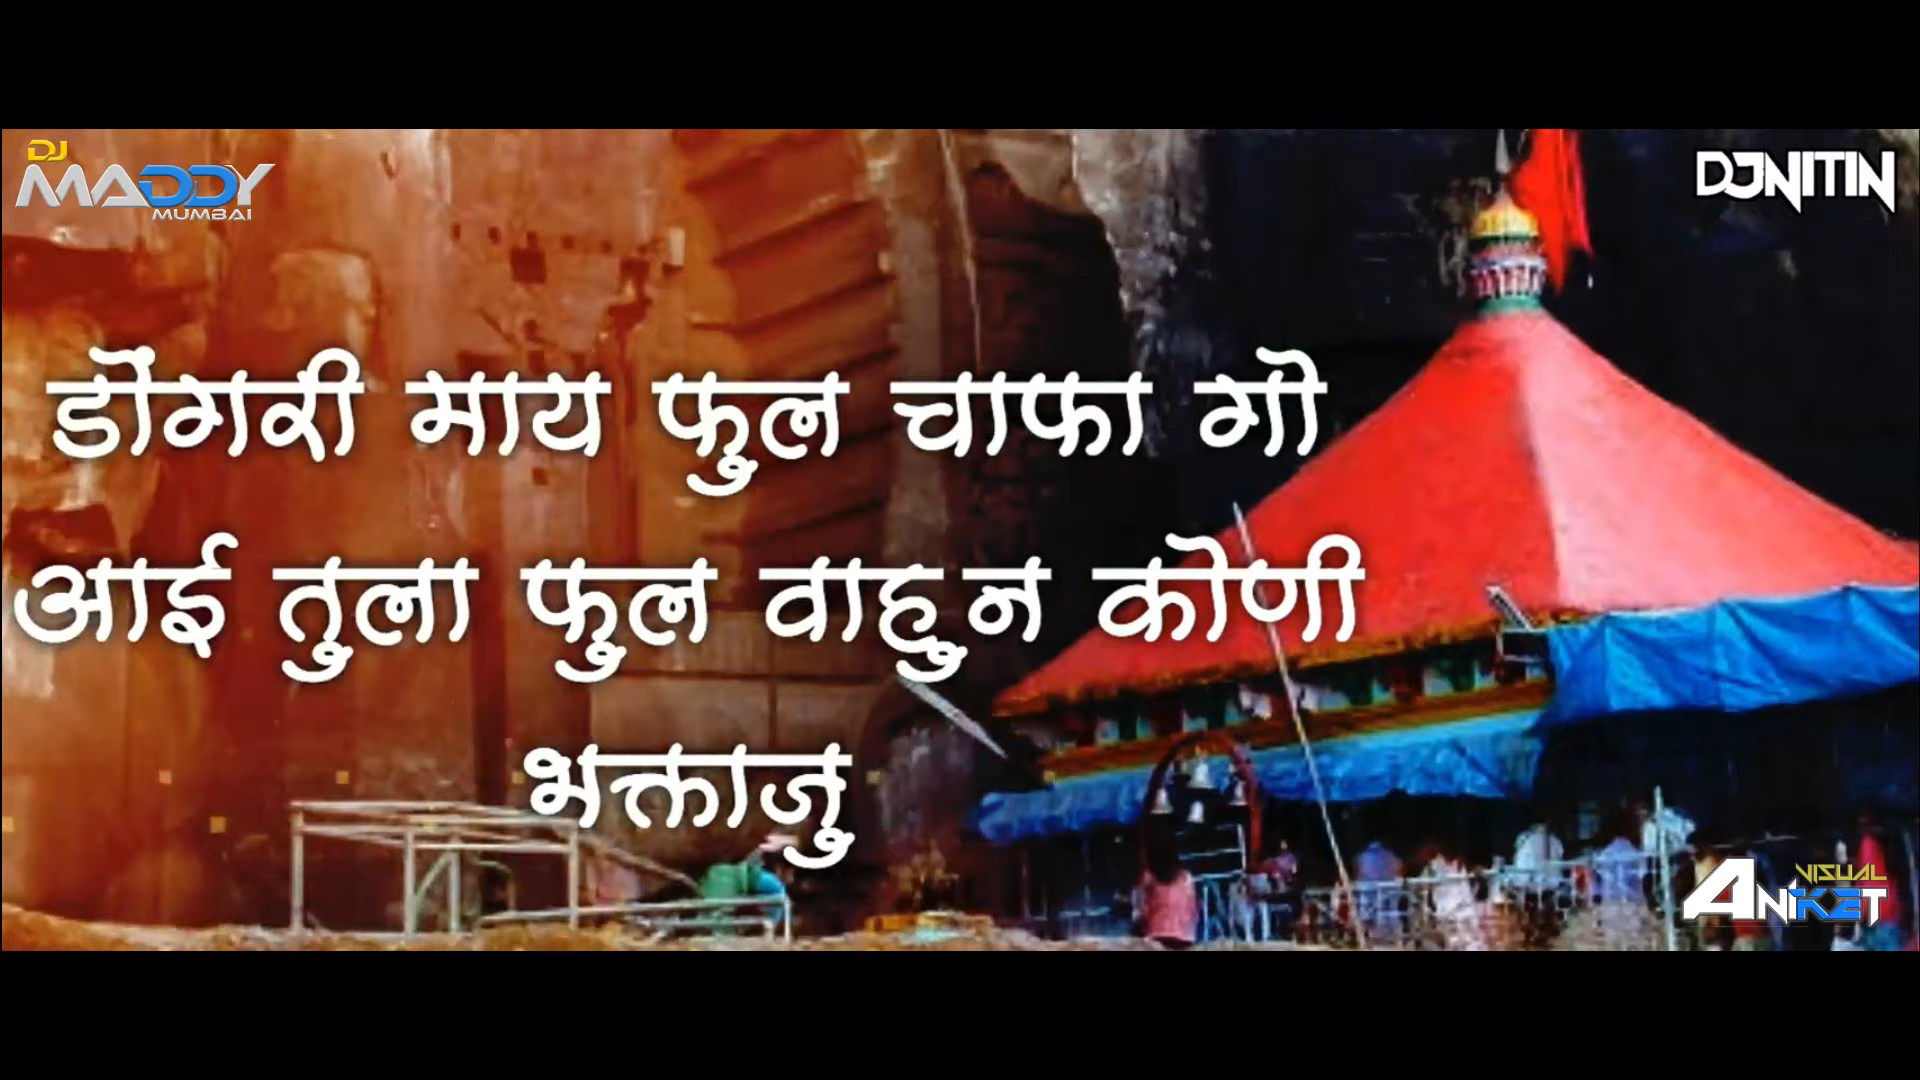 DJ
MADDY
MUMBAI
DJNITIN
डोंगरी माय फुल चाफा गो
आई तुला फुल वाहुन कोणी
भक्ताजु
VISUAL
ANIKET